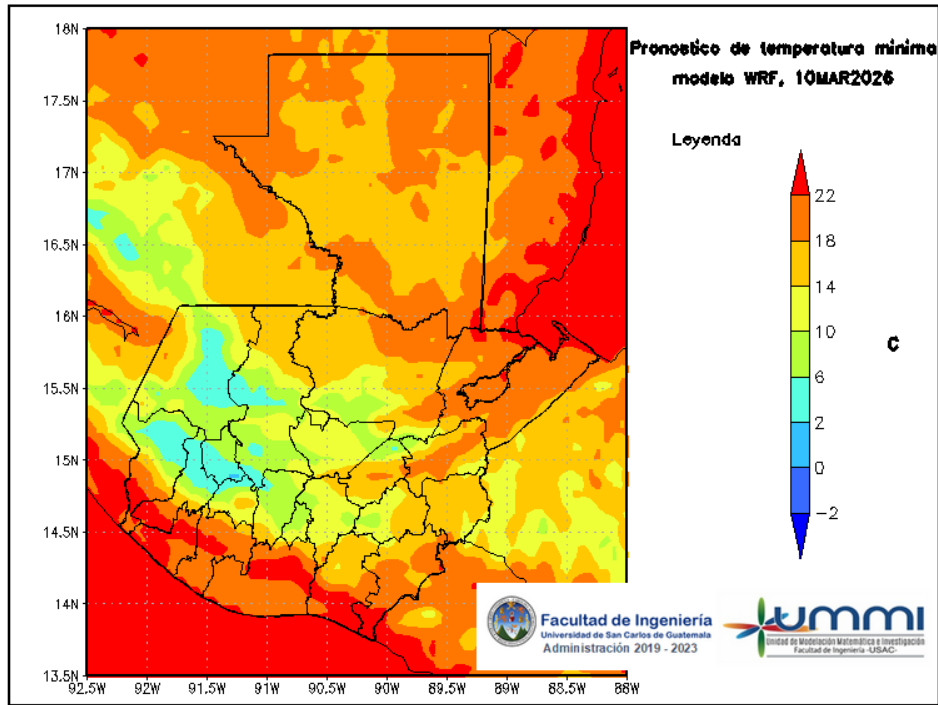 Pronostico de temperatura minima
modelo WRF, 10MAR2026
Leyenda
22
18
14
10
6
2
0
-2
C
18N
17.5N
17N
16.5N
16N
15.5N
15N
14.5N
14N
13.5N
92.5W
92W
91.5W
91W
90.5W
90W
89.5W
89W
88.5W
88W
Facultad de Ingeniería
Universidad de San Carlos de Guatemala
Administración 2019 - 2023
UMMI
Unidad de Modelación Matemática e Investigación
Facultad de Ingeniería -USAC-